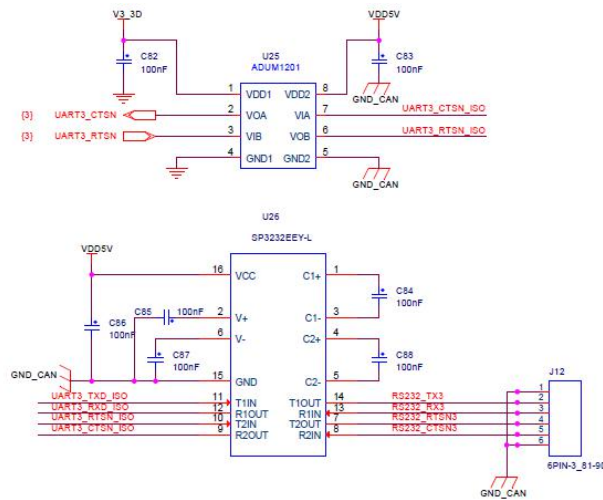 V3_3D
VDD5V
C82
100nF
U25
ADUM1201
C83
100nF
1 VDD1 VDD2 8
GND_CAN
{3} UART3_CTSN 2 VOA VIA 7 UART3_CTSN_ISO
{3} UART3_RTSN 3 VIB VOB 6 UART3_RTSN_ISO
4 GND1 GND2 5
GND_CAN
U26
SP3232EEY-L
VDD5V
16 VCC C1+ 1
C84
100nF
C85 100nF
2 V+ C1- 3
C86
100nF
6 V- C2+ 4
C87
100nF
C88
100nF
GND_CAN
15 GND C2- 5
J12
UART3_TXD_ISO 11 T1IN T1OUT 14 RS232_TX3
UART3_RXD_ISO 12 R1OUT R1IN 13 RS232_RX3
UART3_RTSN_ISO 10 T2IN T2OUT 7 RS232_RTSN3
UART3_CTSN_ISO 9 R2OUT R2IN 8 RS232_CTSN3
1
2
3
4
5
6
6PIN-3_81-90
GND_CAN